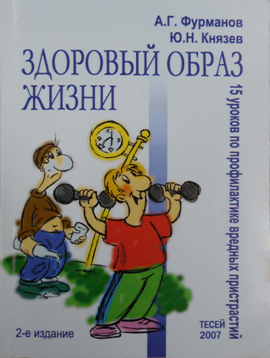 А.Г. Фурманов
Ю.Н. Князев
ЗДОРОВЫЙ ОБРАЗ
ЖИЗНИ
15 уроков по профилактике вредных пристрастий
2-е издание
ТЕСЕЙ
2007